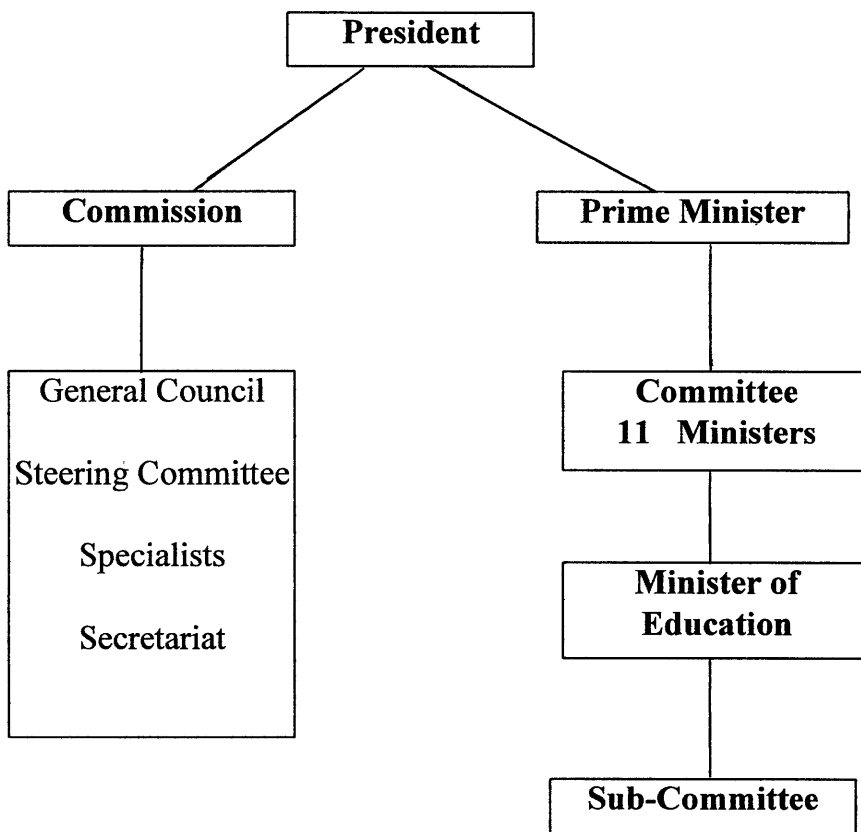 President
Commission
Prime Minister
General Council
Steering Committee
Specialists
Secretariat
Committee
11 Ministers
Minister of
Education
Sub-Committee